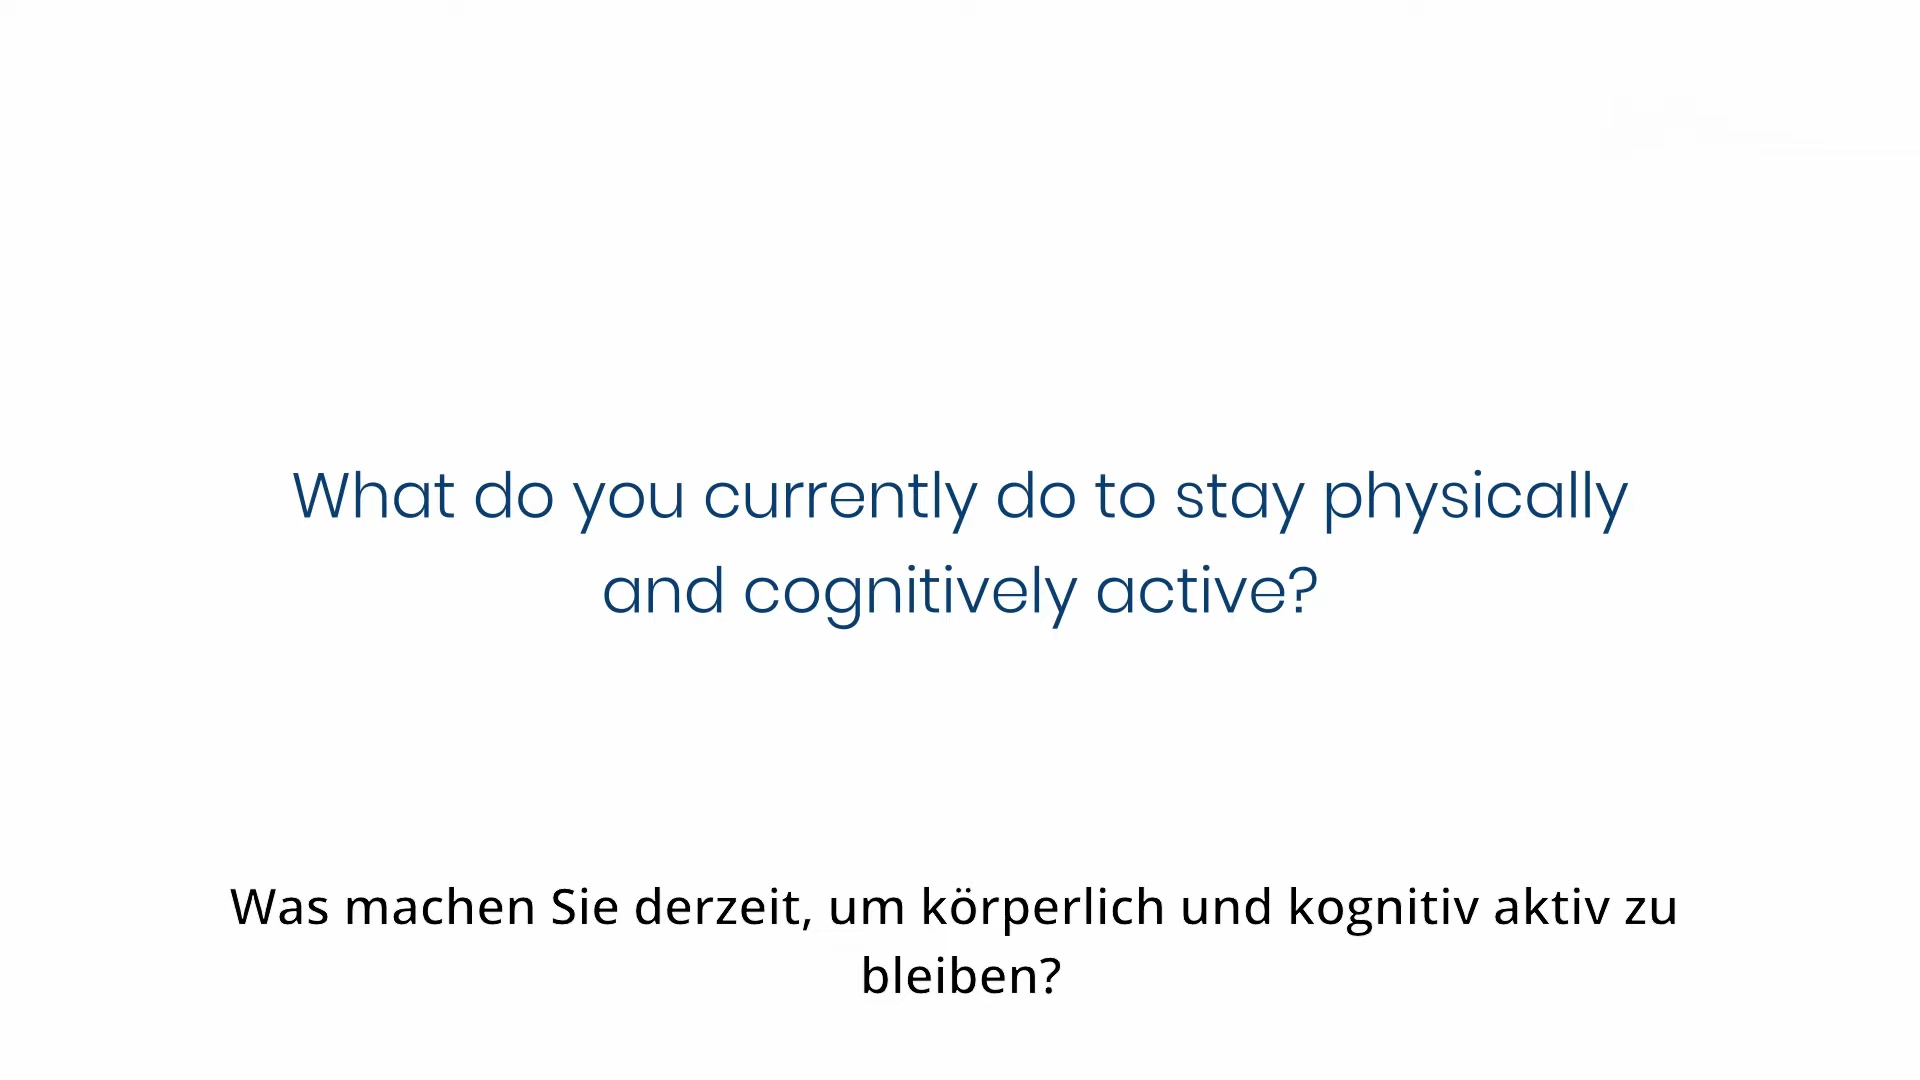 What do you currently do to stay physically
and cognitively active?
Was machen Sie derzeit, um körperlich und kognitiv aktiv zu
bleiben?